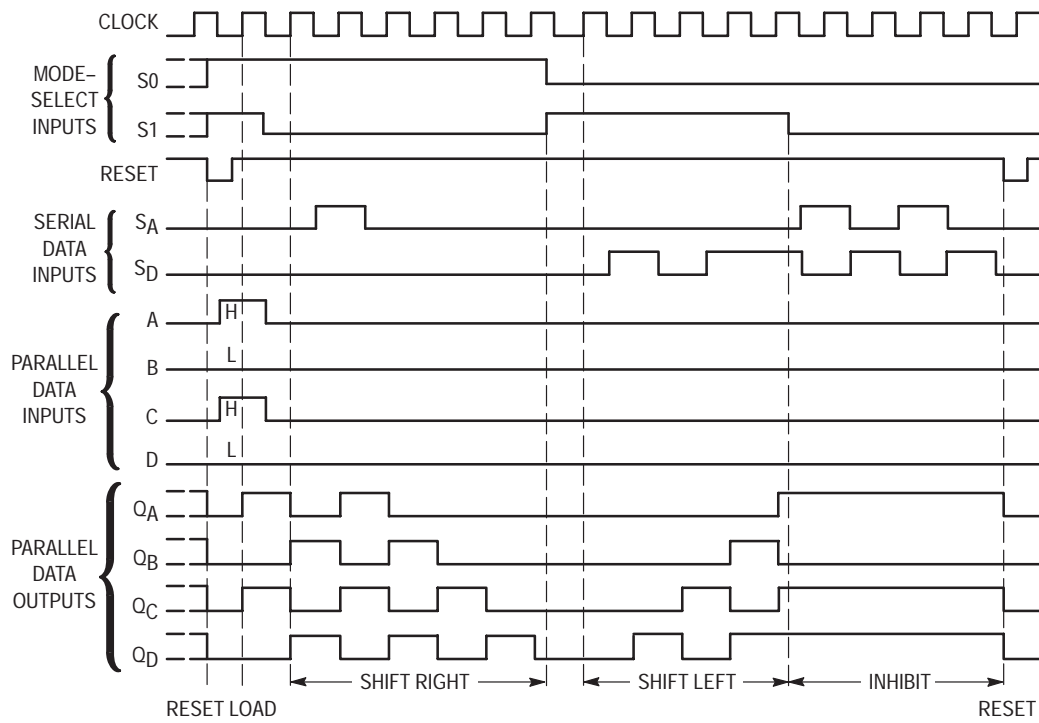 CLOCK
MODE–
SELECT
INPUTS
S0
S1
RESET
SERIAL
DATA
INPUTS
SA
SD
PARALLEL
DATA
INPUTS
A
H
B
L
C
H
D
L
PARALLEL
DATA
OUTPUTS
QA
QB
QC
QD
SHIFT RIGHT
SHIFT LEFT
INHIBIT
RESET LOAD
RESET